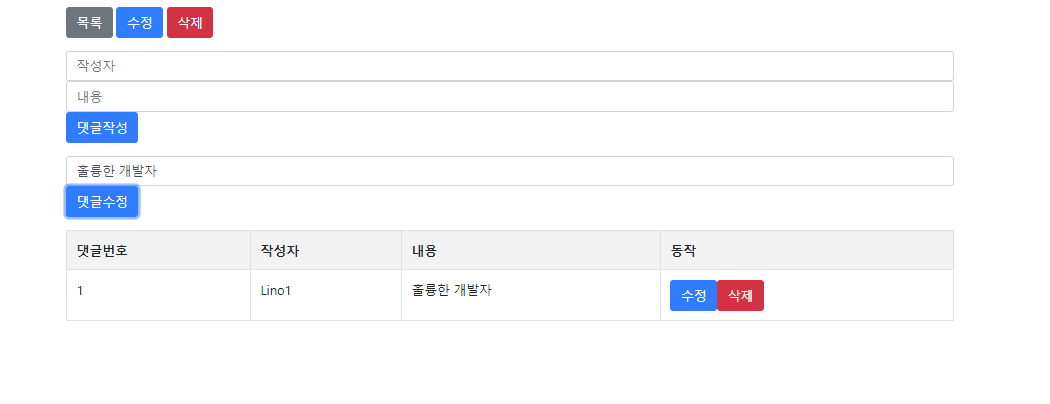 목록 수정 삭제
작성자
내용
댓글작성
훌륭한 개발자
댓글수정
댓글번호 작성자 내용 동작
1 Lino1 훌륭한 개발자 수정 삭제